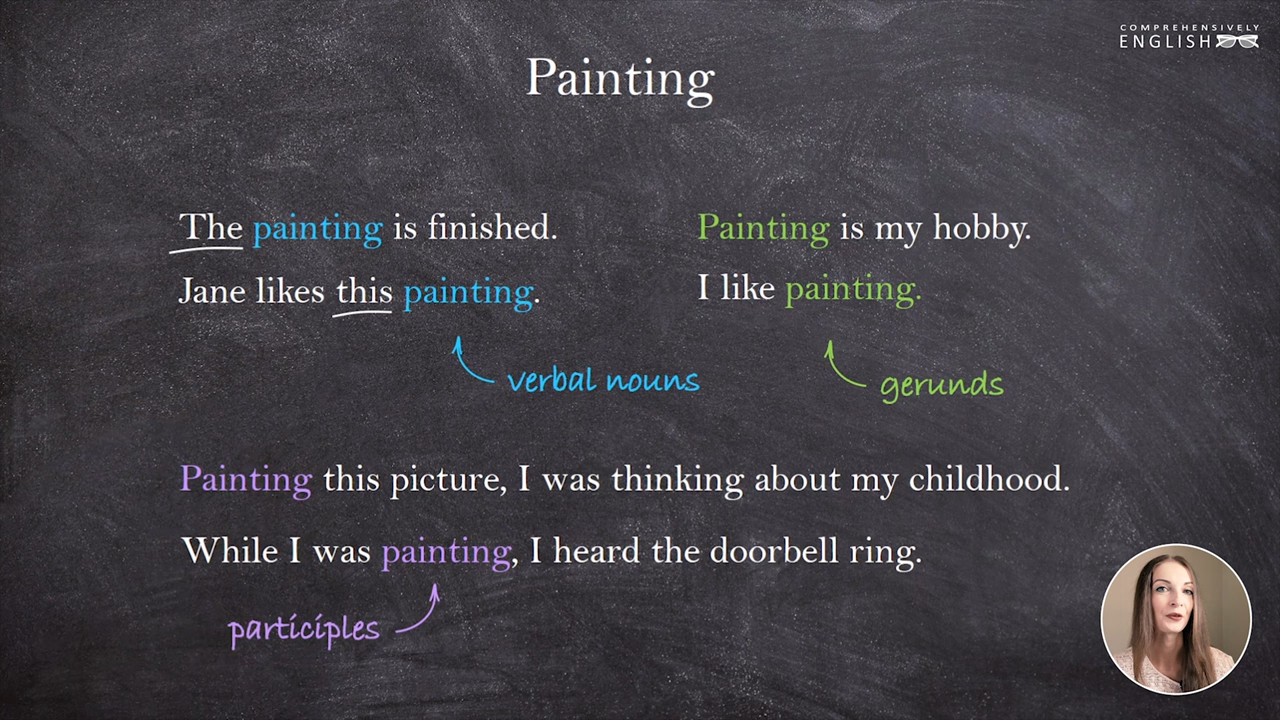 COMPREHENSIVELY
ENGLISH
Painting
The painting is finished.
Jane likes this painting.
verbal nouns
Painting is my hobby.
I like painting.
gerunds
Painting this picture, I was thinking about my childhood.
While I was painting, I heard the doorbell ring.
participles